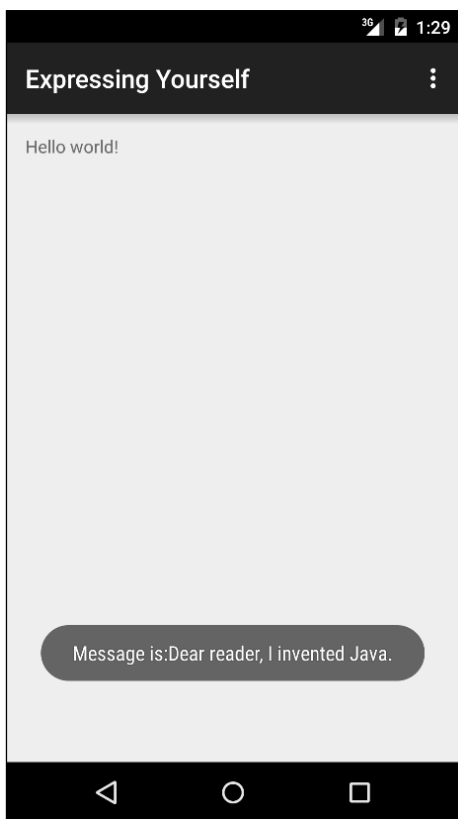 3G 1:29
Expressing Yourself
Hello world!
Message is:Dear reader, I invented Java.